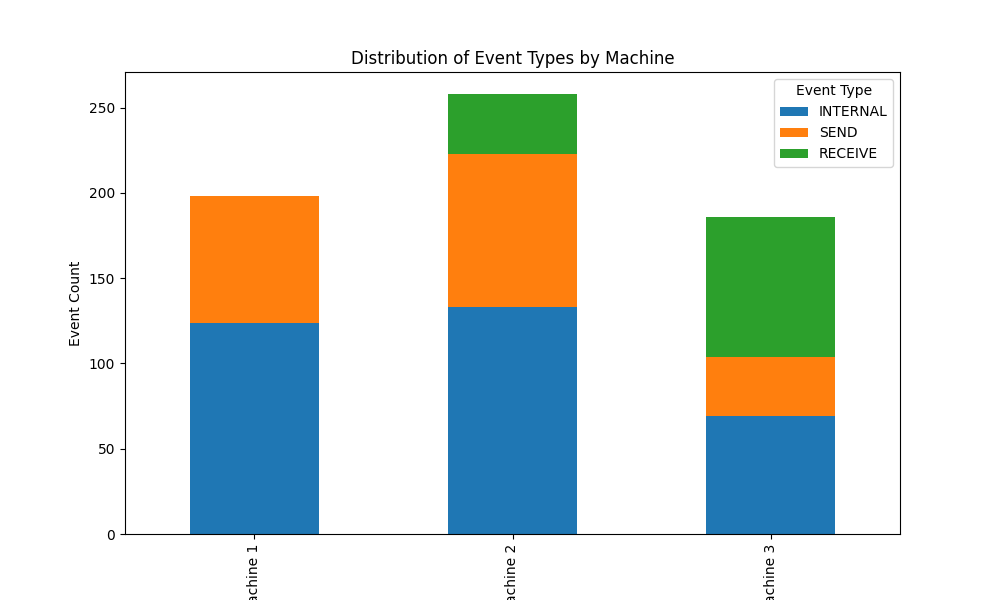 Distribution of Event Types by Machine
Event Type
INTERNAL
SEND
RECEIVE
Event Count
250
200
150
100
50
0
achine 1
achine 2
achine 3